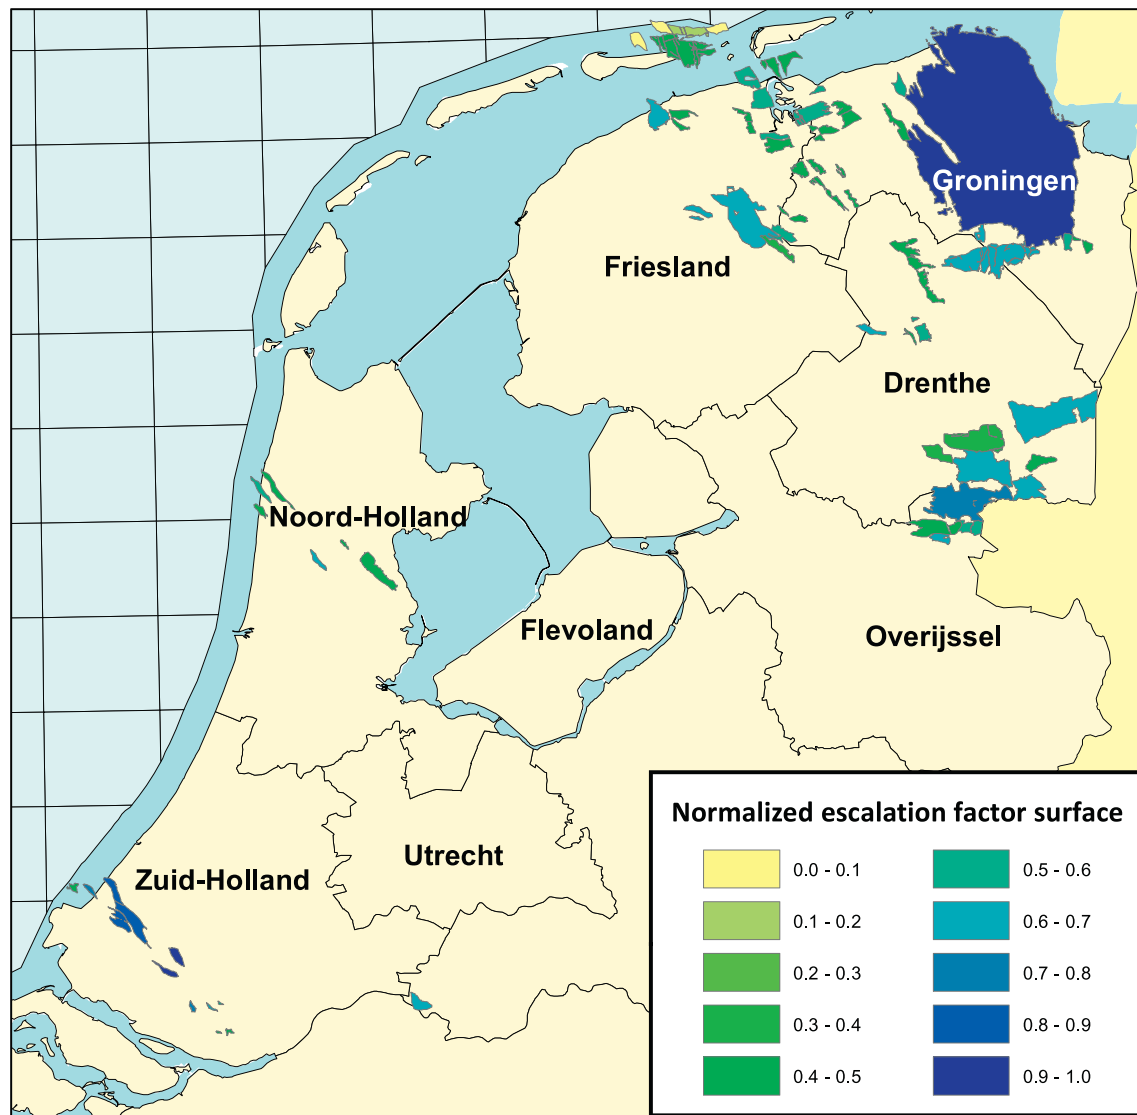 Groningen
Friesland
Drenthe
Noord-Holland
Flevoland
Overijssel
Utrecht
Zuid-Holland
Normalized escalation factor surface
0.0 - 0.1
0.1 - 0.2
0.2 - 0.3
0.3 - 0.4
0.4 - 0.5
0.5 - 0.6
0.6 - 0.7
0.7 - 0.8
0.8 - 0.9
0.9 - 1.0